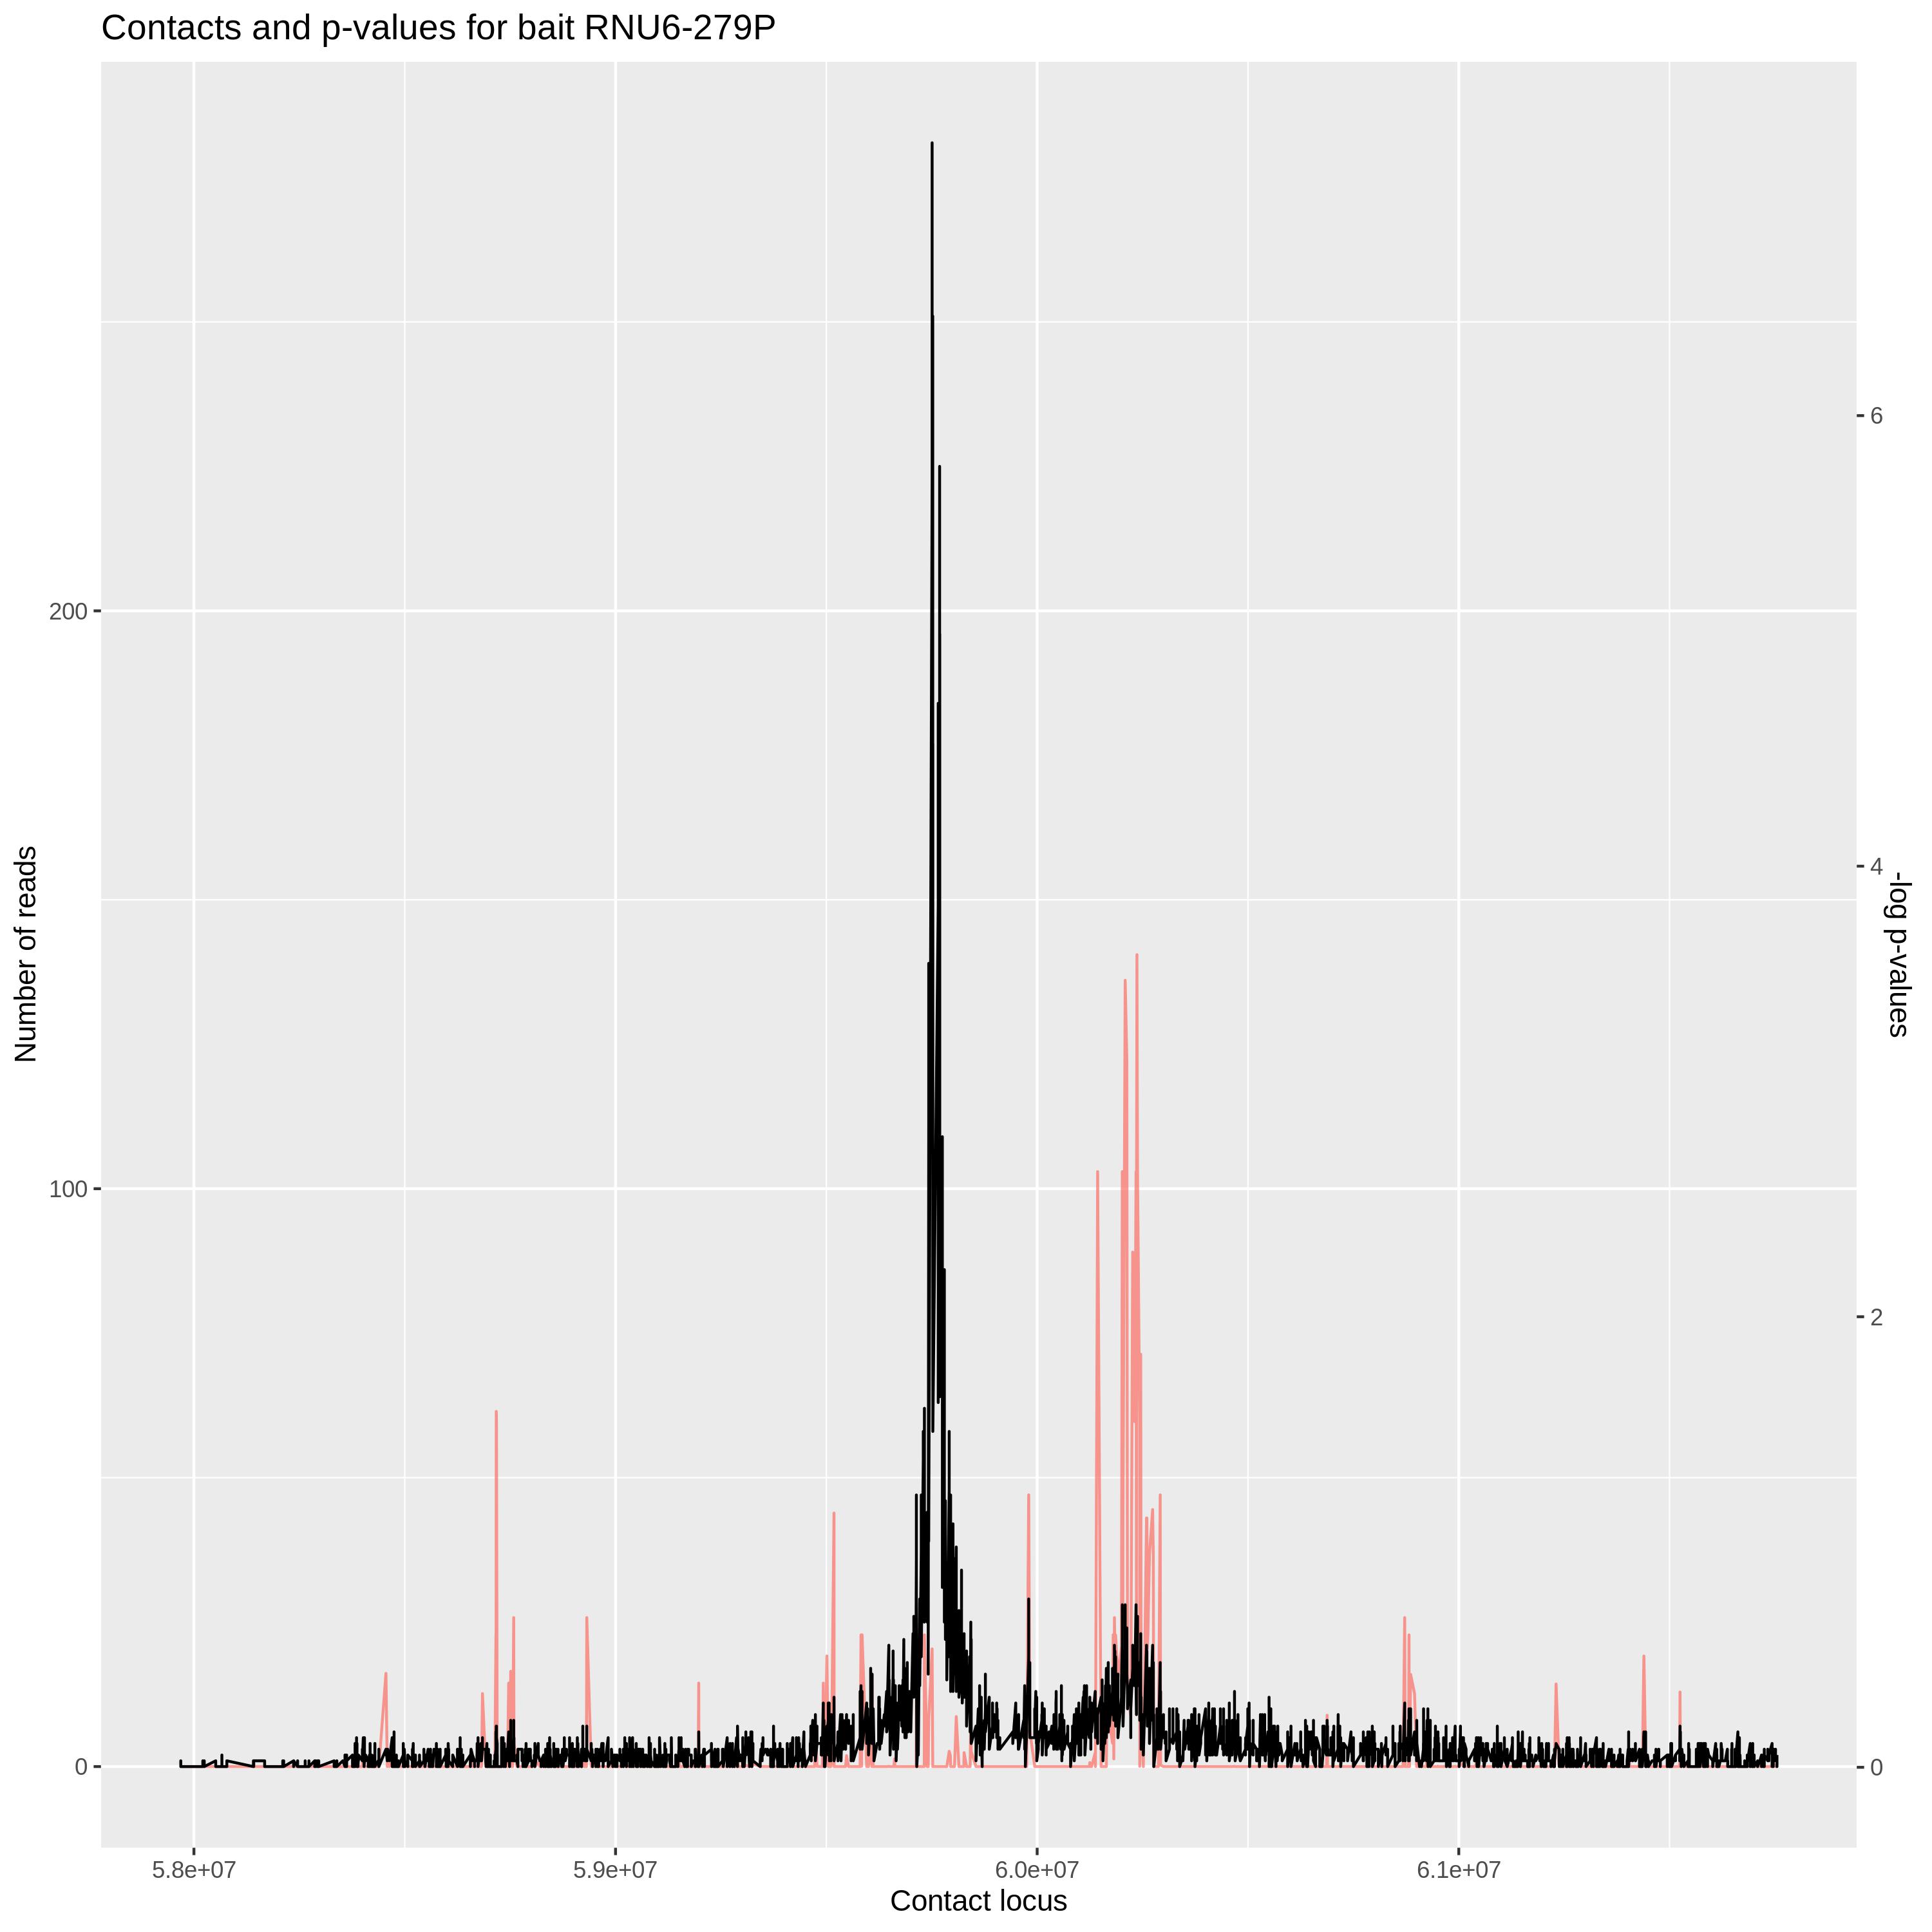 Contacts and p-values for bait RNU6-279P
Number of reads
200
100
0
6
4
2
0
-log p-values
5.8e+07
5.9e+07
6.0e+07
6.1e+07
Contact locus